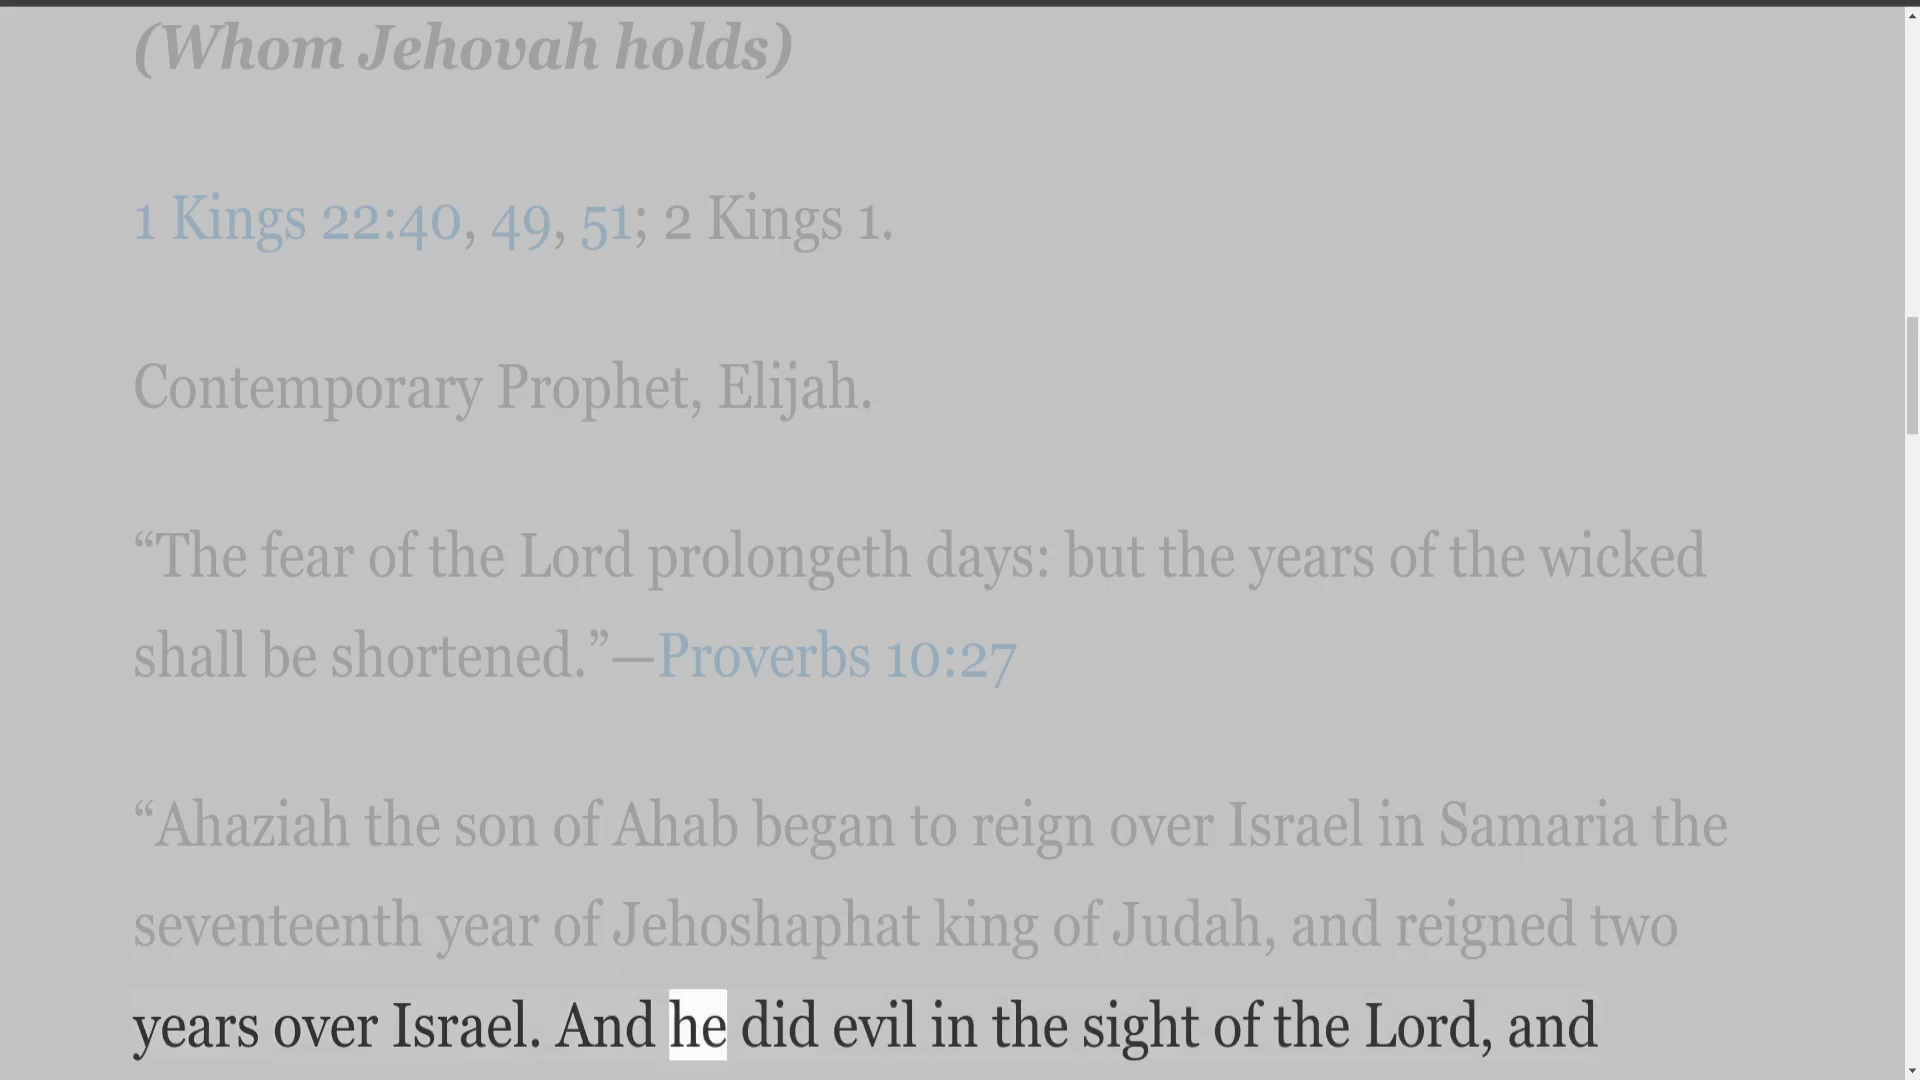 (Whom Jehovah holds)
1 Kings 22:40, 49, 51; 2 Kings 1.
Contemporary Prophet, Elijah.
“The fear of the Lord prolongeth days: but the years of the wicked
shall be shortened.”—Proverbs 10:27
“Ahaziah the son of Ahab began to reign over Israel in Samaria the
seventeenth year of Jehoshaphat king of Judah, and reigned two
years over Israel. And he did evil in the sight of the Lord, and